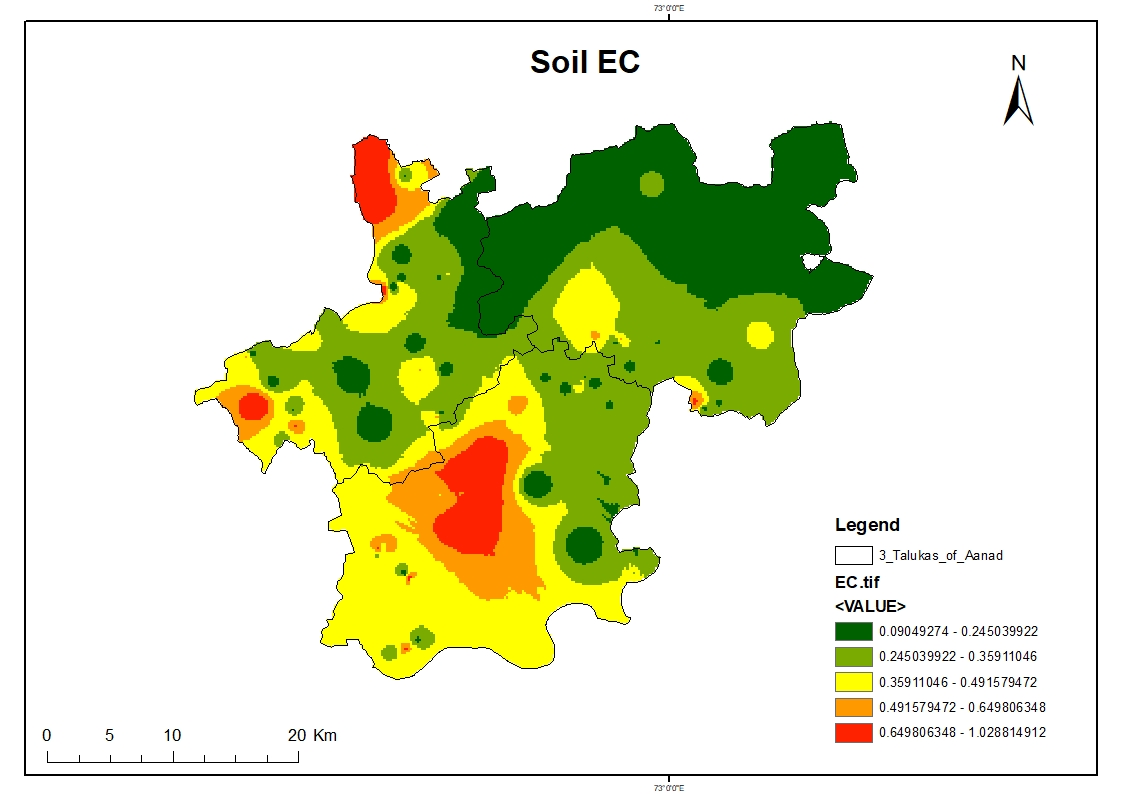 73°0'0"E
Soil EC
N
Legend
3_Talukas_of_Aanad
EC.tif
<VALUE>
0.09049274 - 0.245039922
0.245039922 - 0.35911046
0.35911046 - 0.491579472
0.491579472 - 0.649806348
0.649806348 - 1.028814912
0 5 10 20 Km
73°0'0"E